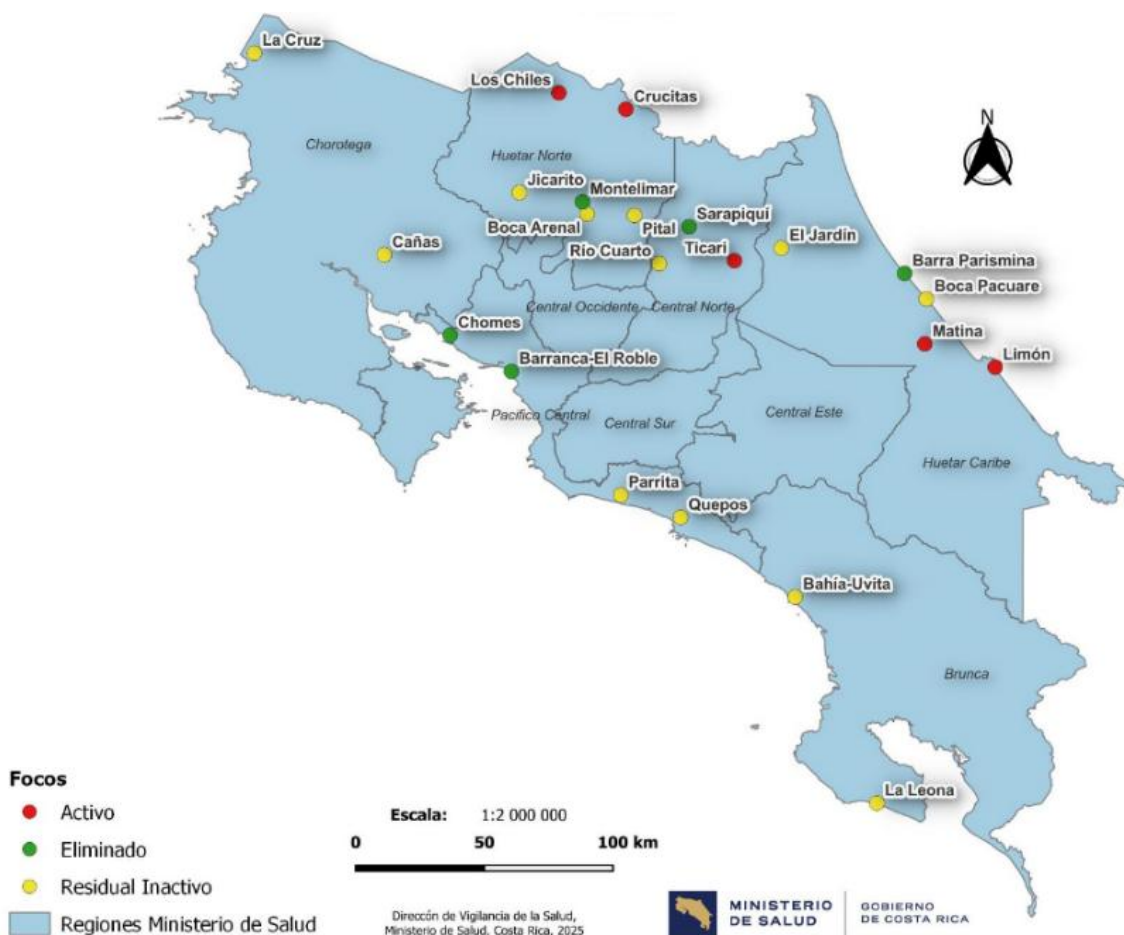 La Cruz
Los Chiles
Crucitas
N
Chorotega
Huetar Norte
Jicarito
Montelimar
Boca Arenal
Pital
Sarapiquí
Cañas
Río Cuarto
Ticari
El Jardín
Barra Parismina
Boca Pacuare
Central Occidente
Central Norte
Chomes
Matina
Limón
Barranca-El Roble
Pacifico Central
Central Sur
Central Este
Huetar Caribe
Parrita
Quepos
Bahía-Uvita
Brunca
La Leona
Focos
Activo
Eliminado
Residual Inactivo
Regiones Ministerio de Salud
Escala: 1:2 000 000
0 50 100 km
Direccón de Vigilancia de la Salud,
Ministerio de Salud. Costa Rica, 2025
MINISTERIO
DE SALUD
GOBIERNO
DE COSTA RICA